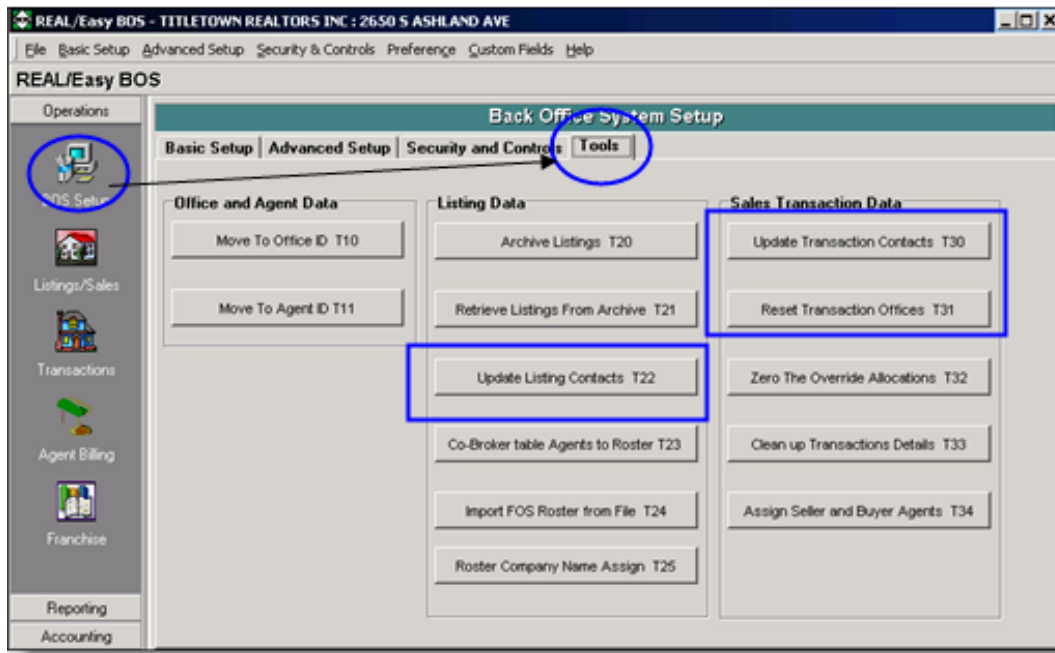 REAL/Easy BOS - TITLETOWN REALTORS INC : 2650 S ASHLAND AVE
File Basic Setup Advanced Setup Security & Controls Preference Custom Fields Help
REAL/Easy BOS
Operations
BOS Setup
Listings/Sales
Transactions
Agent Billing
Franchise
Reporting
Accounting
Back Office System Setup
Basic Setup Advanced Setup Security and Controls Tools
Office and Agent Data
Move To Office ID T10
Move To Agent ID T11
Listing Data
Archive Listings T20
Retrieve Listings From Archive T21
Update Listing Contacts T22
Co-Broker table Agents to Roster T23
Import FOS Roster from File T24
Roster Company Name Assign T25
Sales Transaction Data
Update Transaction Contacts T30
Reset Transaction Offices T31
Zero The Override Allocations T32
Clean up Transactions Details T33
Assign Seller and Buyer Agents T34